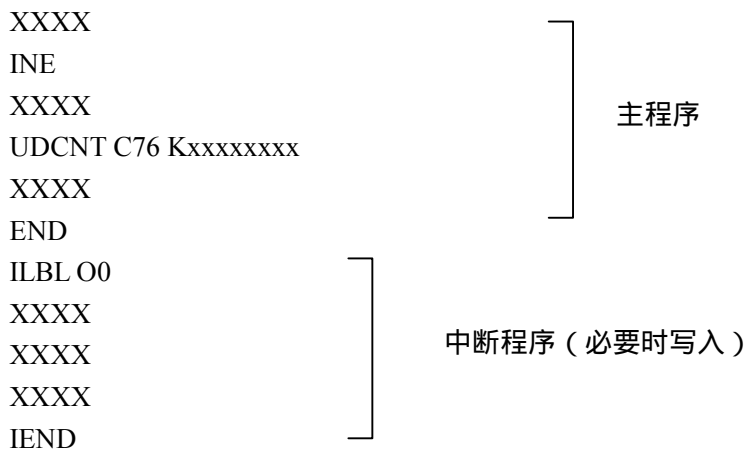 XXXX
INE
XXXX
主程序
UDCNT C76 Kxxxxxxxx
XXXX
END
ILBL O0
XXXX
XXXX
中断程序（必要时写入）
XXXX
IEND